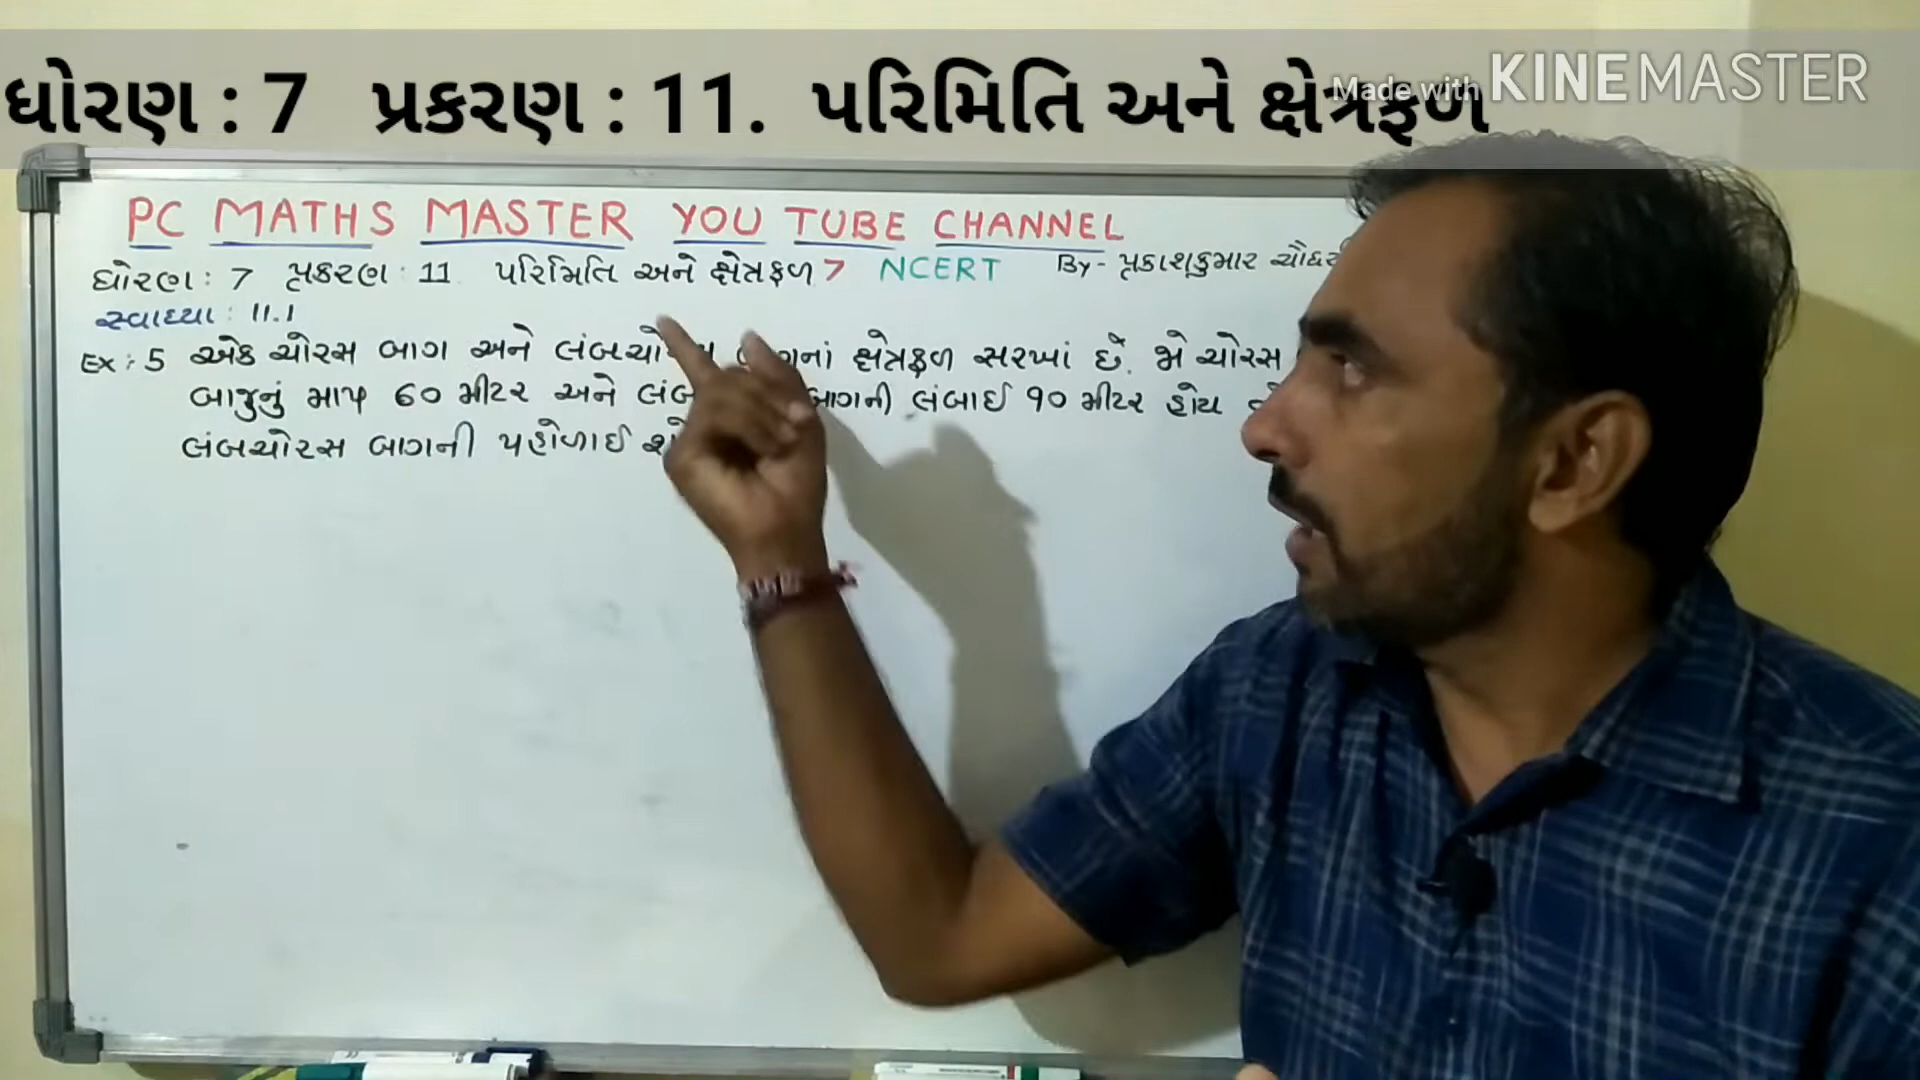 ધોરણ : 7 પ્રકરણ : 11. પરિમિતિ અને ક્ષેત્રફળ
Made with KINEMASTER
PC MATHS MASTER YOU TUBE CHANNEL
ધોરણ : 7 પ્રકરણ : 11 પરિમિતિ અને ક્ષેત્રફળ 7 NCERT By - પ્રકાશકુમાર
સ્વાધ્યા : 11.1
Ex : 5 એક ચોરસ બાગ અને ક્ષેત્રફળ સરખાં છે. જો ચોરસ
બાજુનું માપ 60 મીટર અને બાગની લંબાઈ 90 મીટર હોય
લંબચોરસ બાગની પહોળાઈ